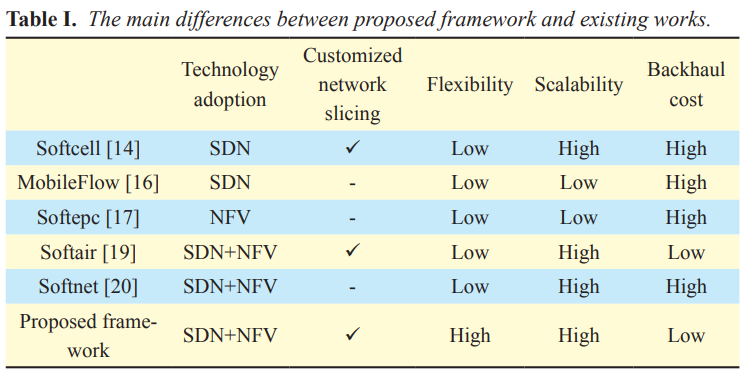 Table I. The main differences between proposed framework and existing works.
Technology adoption Customized network slicing Flexibility Scalability Backhaul cost
Softcell [14] SDN ✓ Low High High
MobileFlow [16] SDN - Low Low High
Softepc [17] NFV - Low Low High
Softair [19] SDN+NFV ✓ Low High Low
Softnet [20] SDN+NFV - Low High High
Proposed frame-
work SDN+NFV ✓ High High Low